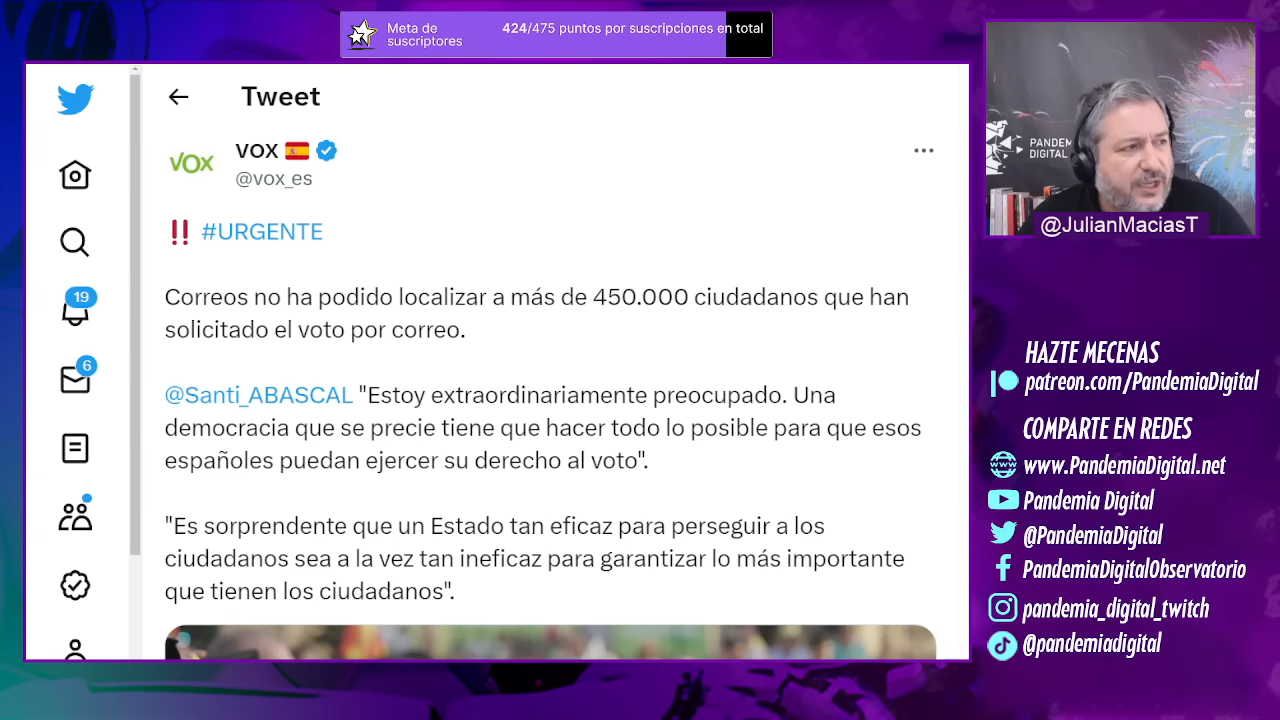 Meta de
suscriptores
424/475 puntos por suscripciones en total
Tweet
VOX
VOX
@vox_es
#URGENTE
Correos no ha podido localizar a más de 450.000 ciudadanos que han
solicitado el voto por correo.
@Santi_ABASCAL "Estoy extraordinariamente preocupado. Una
democracia que se precie tiene que hacer todo lo posible para que esos
españoles puedan ejercer su derecho al voto".
"Es sorprendente que un Estado tan eficaz para perseguir a los
ciudadanos sea a la vez tan ineficaz para garantizar lo más importante
que tienen los ciudadanos".
19
6
DIGITAL
@JulianMaciasT
HAZTE MECENAS
patreon.com/PandemiaDigital
COMPARTE EN REDES
www.PandemiaDigital.net
Pandemia Digital
@PandemiaDigital
PandemiaDigitalObservatorio
pandemia_digital_twitch
@pandemiadigital